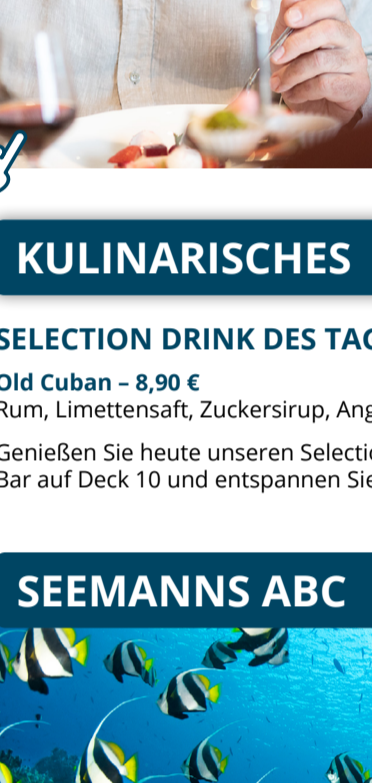 KULINARISCHES
SELECTION DRINK DES TAG
Old Cuban – 8,90 €
Rum, Limettensaft, Zuckersirup, Ang
Genießen Sie heute unseren Selectio
Bar auf Deck 10 und entspannen Sie
SEEMANNS ABC